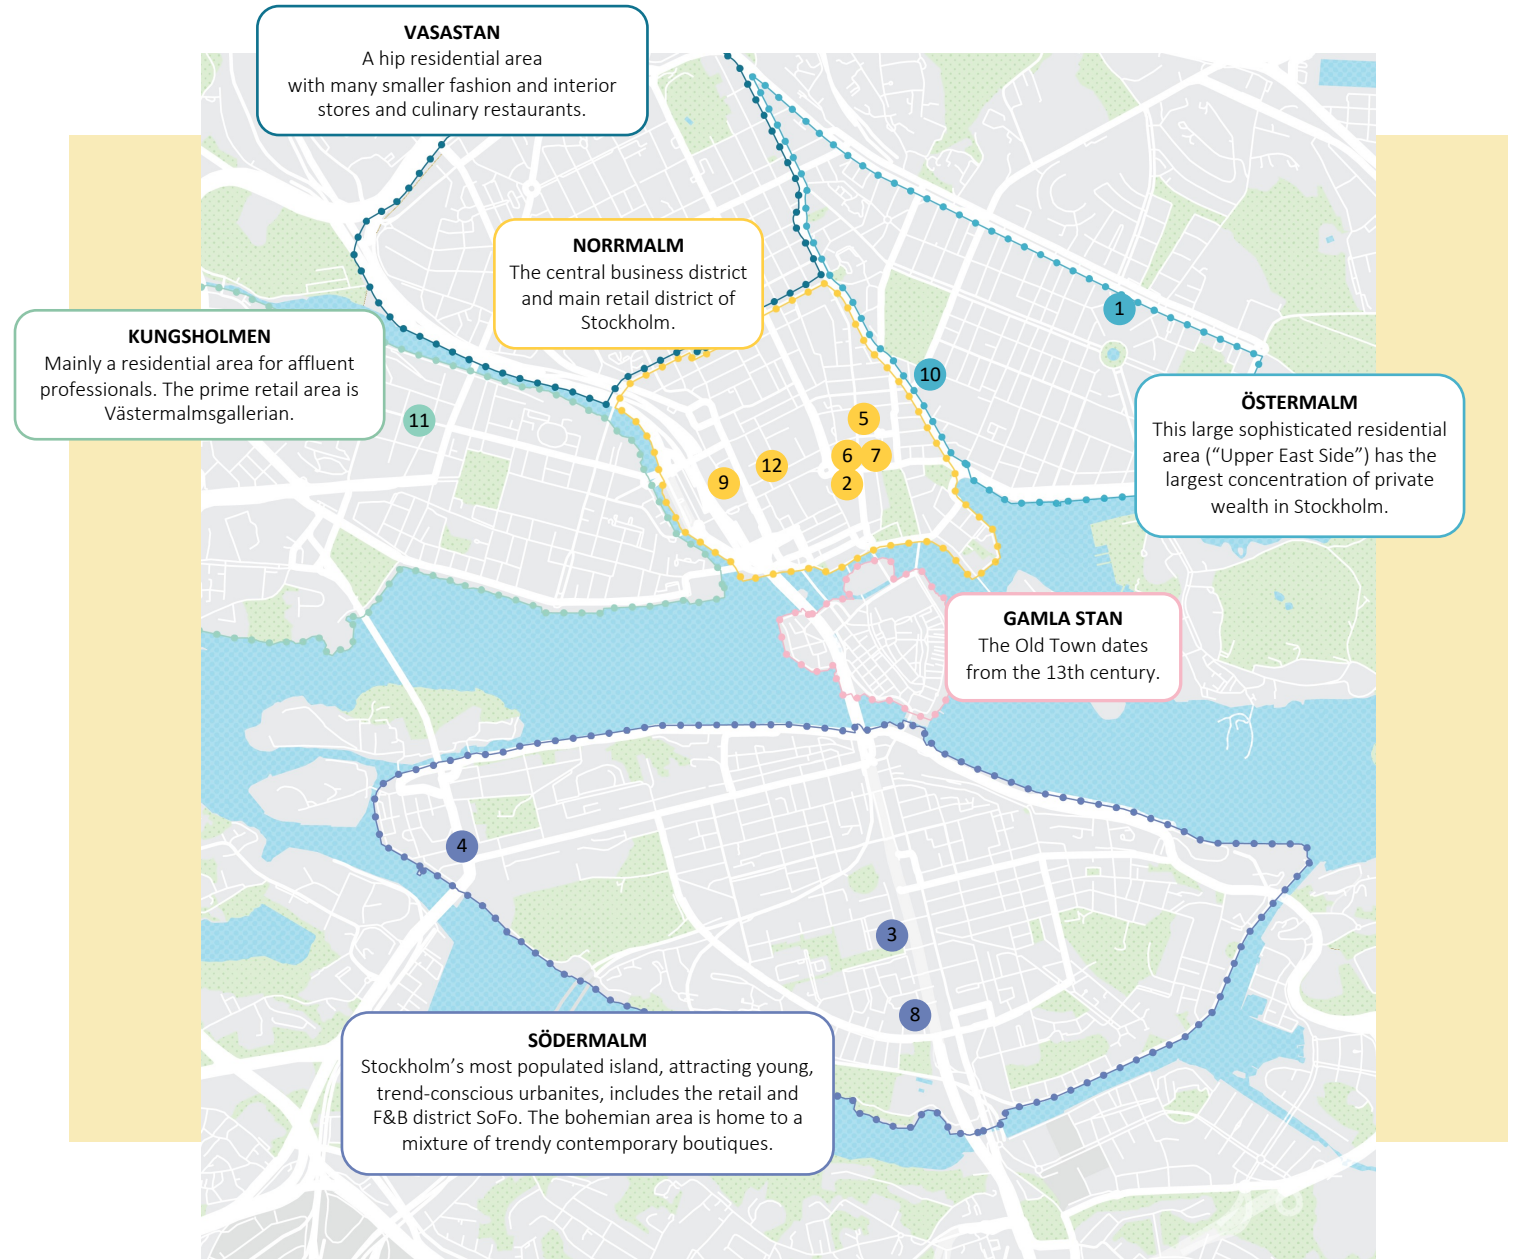 VASASTAN
A hip residential area
with many smaller fashion and interior
stores and culinary restaurants.
NORRMALM
The central business district
and main retail district of
Stockholm.
KUNGSHOLMEN
Mainly a residential area for affluent
professionals. The prime retail area is
Västermalmsgallerian.
1
10
11
5
6
7
12
9
2
ÖSTERMALM
This large sophisticated residential
area (“Upper East Side”) has the
largest concentration of private
wealth in Stockholm.
GAMLA STAN
The Old Town dates
from the 13th century.
4
3
8
SÖDERMALM
Stockholm’s most populated island, attracting young,
trend-conscious urbanites, includes the retail and
F&B district SoFo. The bohemian area is home to a
mixture of trendy contemporary boutiques.